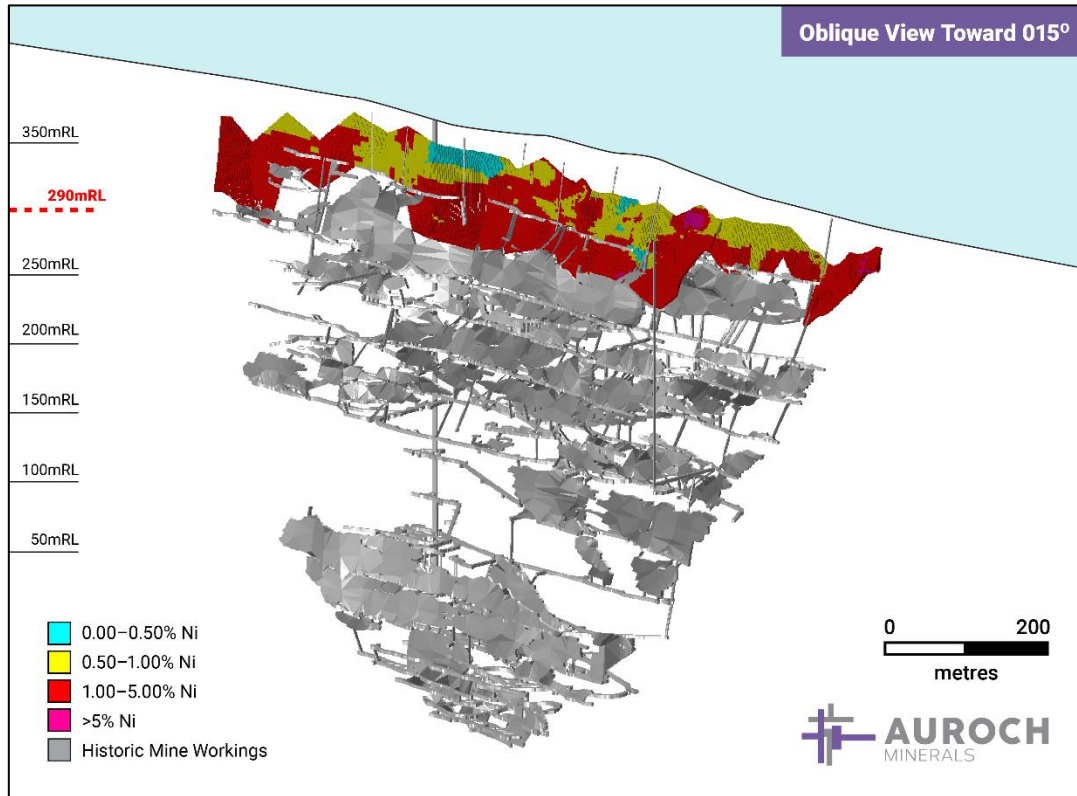 Oblique View Toward 015⁰
350mRL
290mRL
250mRL
200mRL
150mRL
100mRL
50mRL
0.00–0.50% Ni
0.50–1.00% Ni
1.00–5.00% Ni
>5% Ni
Historic Mine Workings
0 200
metres
AUROCH
MINERALS